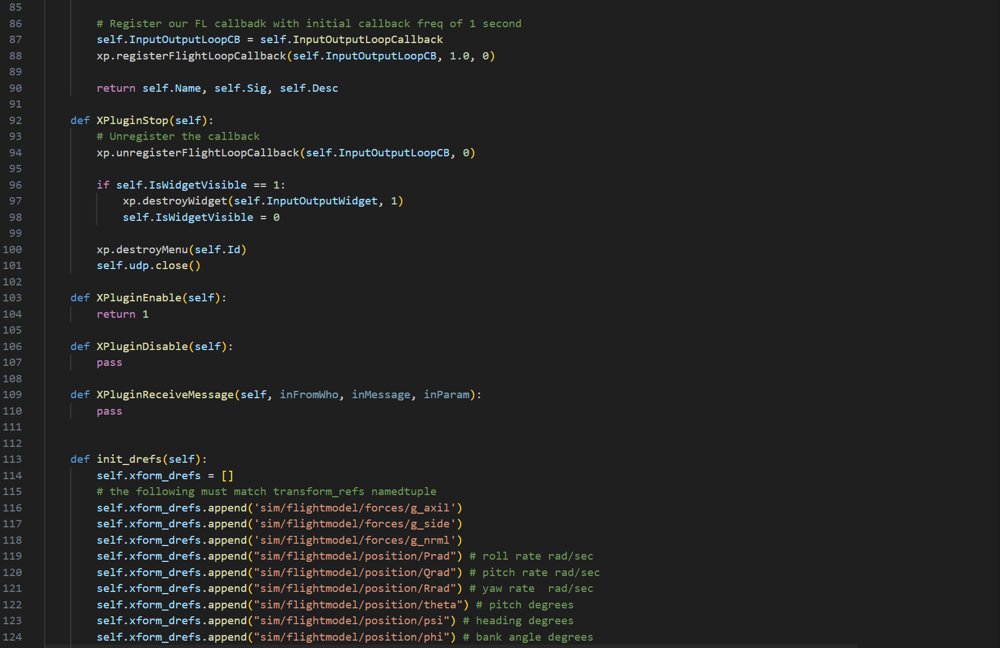 85
86 # Register our FL callbadk with initial callback freq of 1 second
87 self.InputOutputLoopCB = self.InputOutputLoopCallback
88 xp.registerFlightLoopCallback(self.InputOutputLoopCB, 1.0, 0)
89
90 return self.Name, self.Sig, self.Desc
91
92 def XPluginStop(self):
93 # Unregister the callback
94 xp.unregisterFlightLoopCallback(self.InputOutputLoopCB, 0)
95
96 if self.IsWidgetVisible == 1:
97 xp.destroyWidget(self.InputOutputWidget, 1)
98 self.IsWidgetVisible = 0
99
100 xp.destroyMenu(self.Id)
101 self.udp.close()
102
103 def XPluginEnable(self):
104 return 1
105
106 def XPluginDisable(self):
107 pass
108
109 def XPluginReceiveMessage(self, inFromWho, inMessage, inParam):
110 pass
111
112
113 def init_drefs(self):
114 self.xform_drefs = []
115 # the following must match transform_refs namedtuple
116 self.xform_drefs.append('sim/flightmodel/forces/g_axil')
117 self.xform_drefs.append('sim/flightmodel/forces/g_side')
118 self.xform_drefs.append('sim/flightmodel/forces/g_nrml')
119 self.xform_drefs.append("sim/flightmodel/position/Prad") # roll rate rad/sec
120 self.xform_drefs.append("sim/flightmodel/position/Qrad") # pitch rate rad/sec
121 self.xform_drefs.append("sim/flightmodel/position/Rrad") # yaw rate  rad/sec
122 self.xform_drefs.append("sim/flightmodel/position/theta") # pitch degrees
123 self.xform_drefs.append("sim/flightmodel/position/psi") # heading degrees
124 self.xform_drefs.append("sim/flightmodel/position/phi") # bank angle degrees